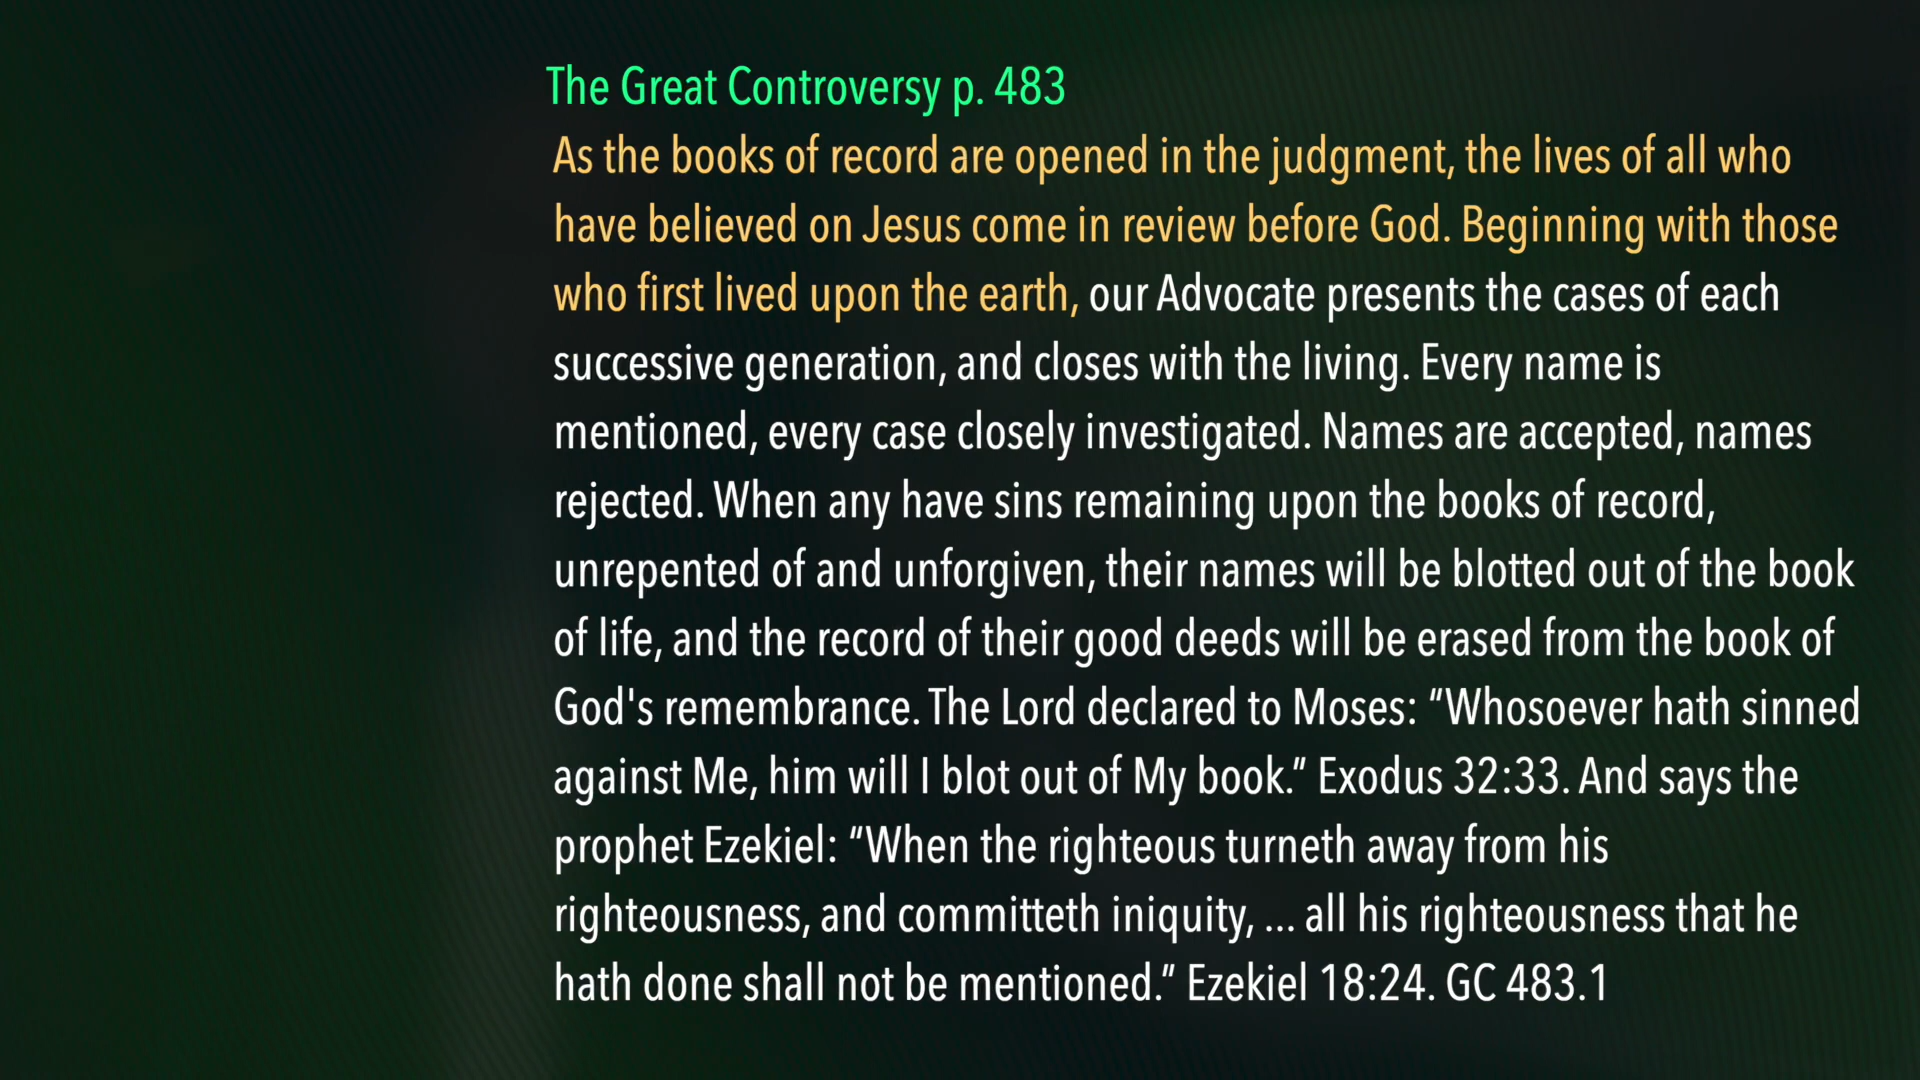 The Great Controversy p. 483
As the books of record are opened in the judgment, the lives of all who
have believed on Jesus come in review before God. Beginning with those
who first lived upon the earth, our Advocate presents the cases of each
successive generation, and closes with the living. Every name is
mentioned, every case closely investigated. Names are accepted, names
rejected. When any have sins remaining upon the books of record,
unrepented of and unforgiven, their names will be blotted out of the book
of life, and the record of their good deeds will be erased from the book of
God's remembrance. The Lord declared to Moses: “Whosoever hath sinned
against Me, him will I blot out of My book.“ Exodus 32:33. And says the
prophet Ezekiel: “When the righteous turneth away from his
righteousness, and committeth iniquity, ... all his righteousness that he
hath done shall not be mentioned.” Ezekiel 18:24. GC 483.1